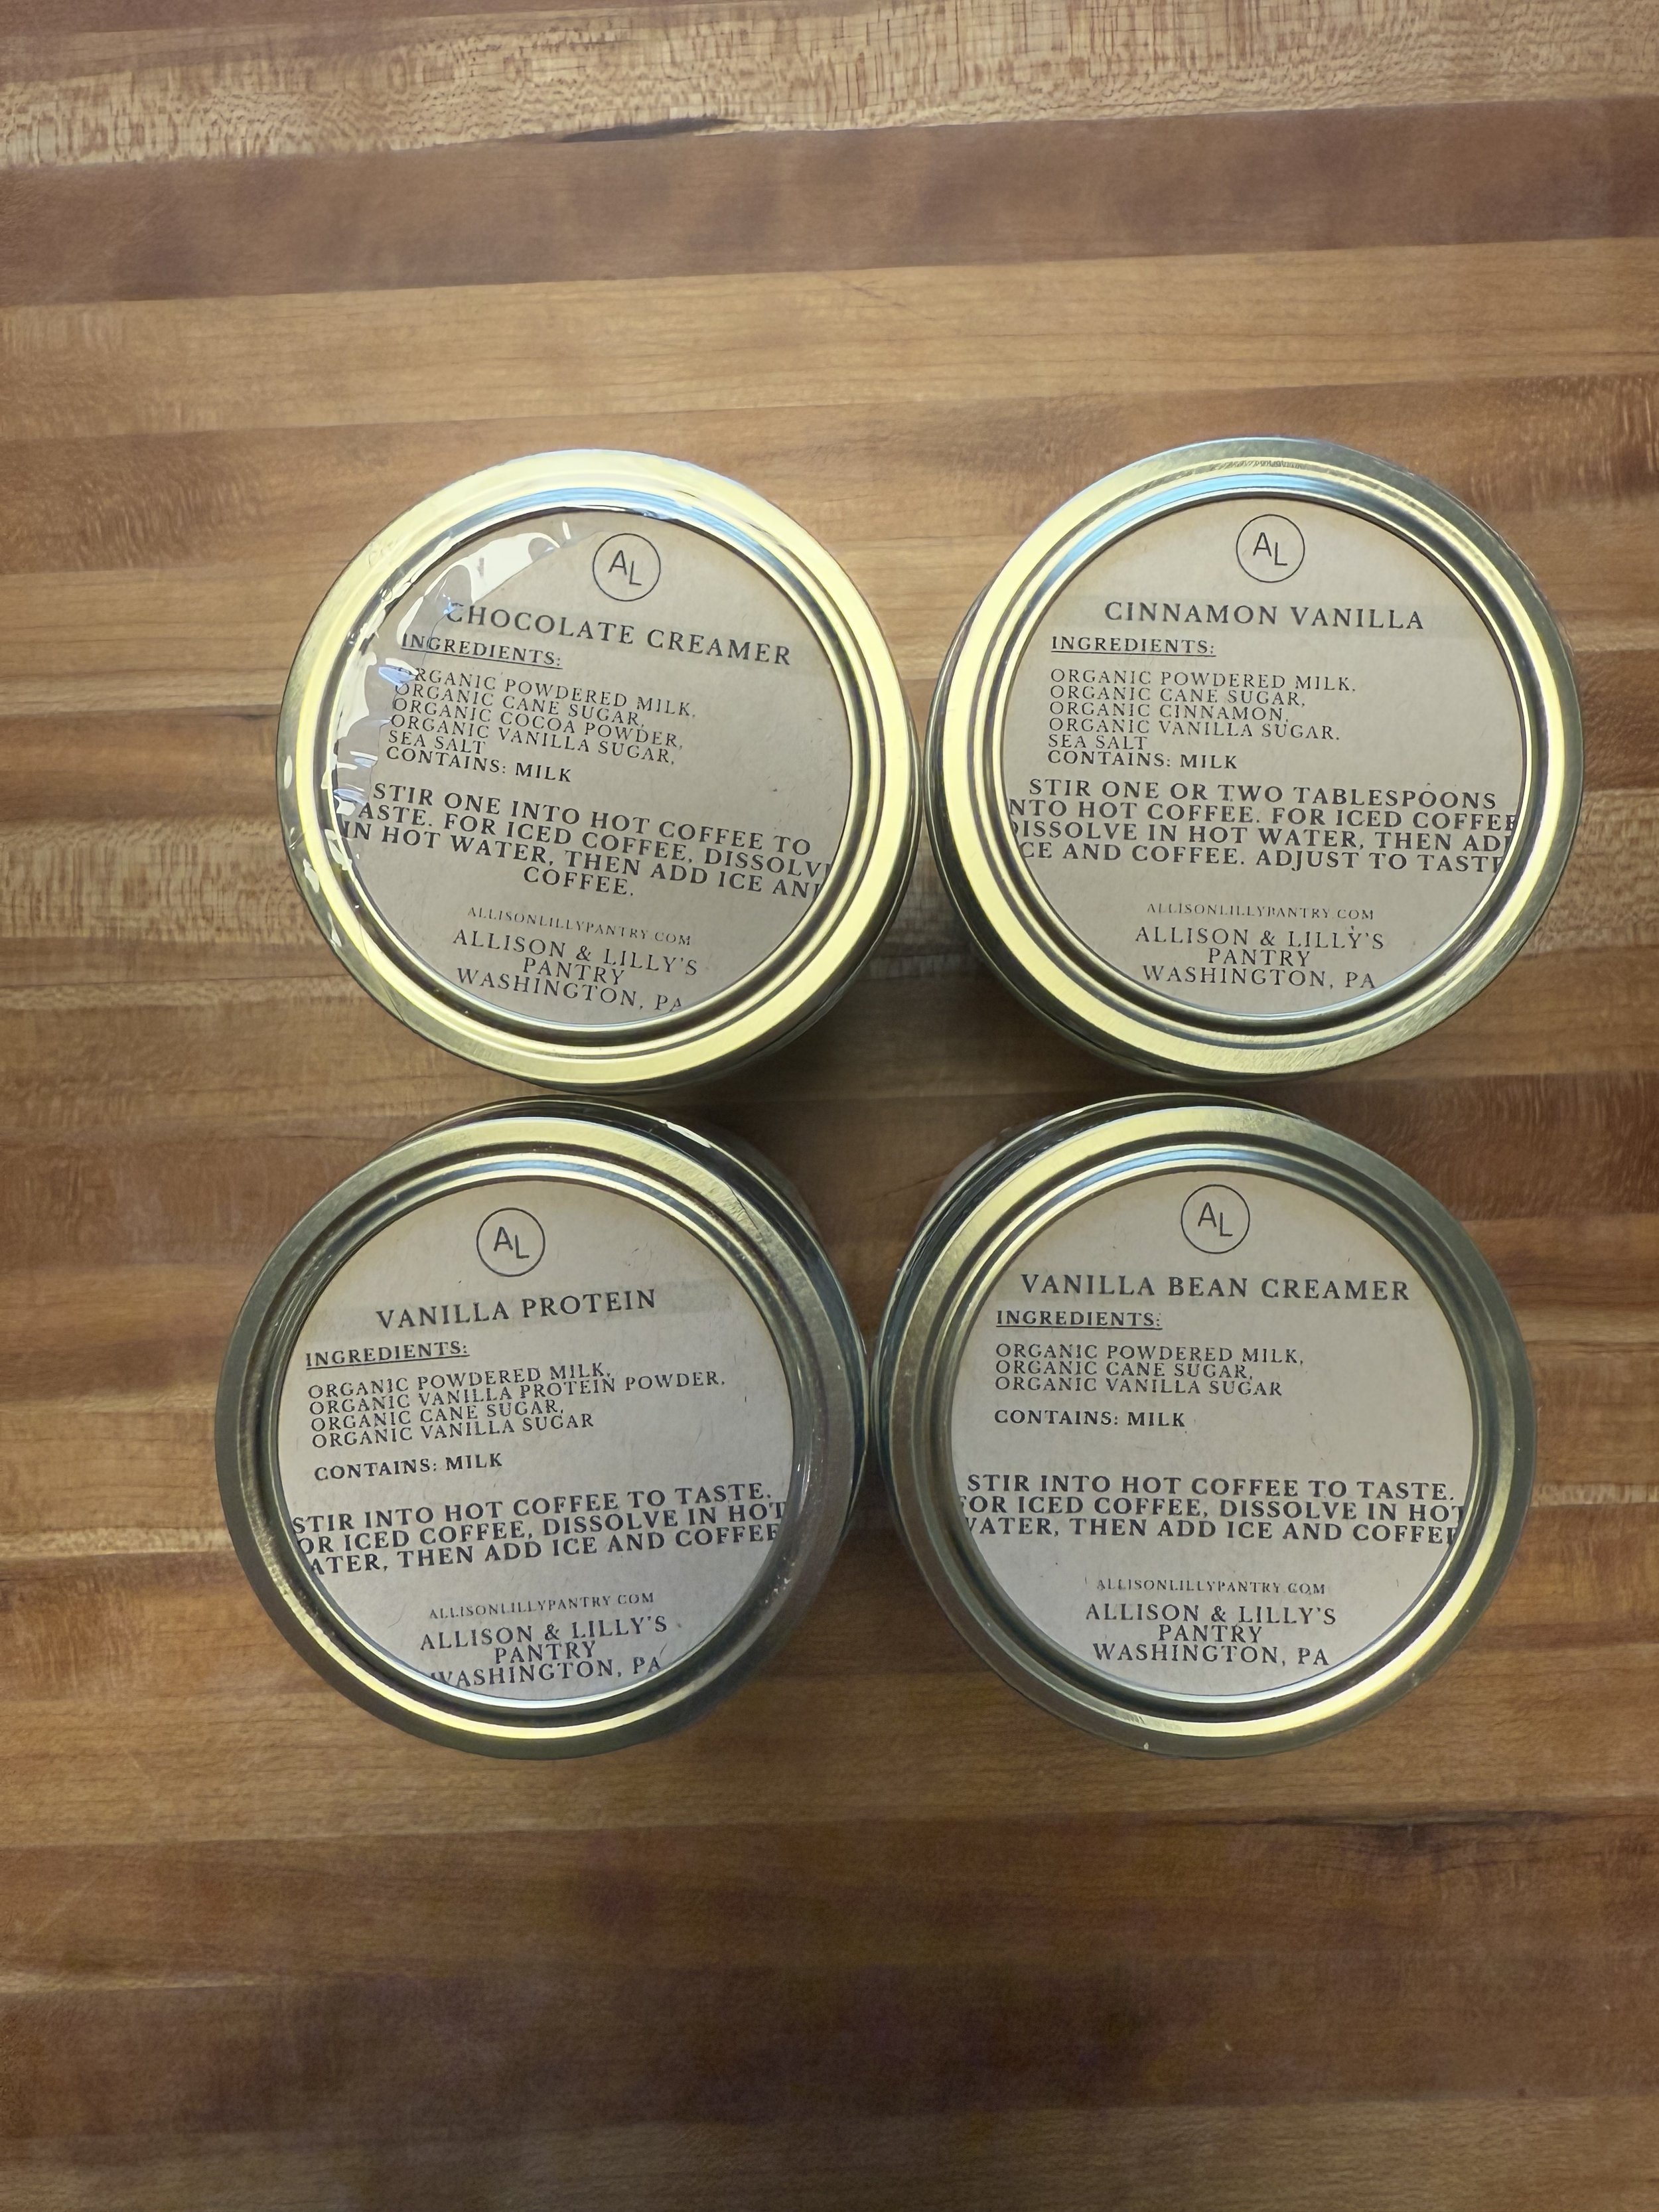 AL
CHOCOLATE CREAMER
INGREDIENTS:
ORGANIC POWDERED MILK,
ORGANIC CANE SUGAR,
ORGANIC COCOA POWDER,
ORGANIC VANILLA SUGAR,
SEA SALT
CONTAINS: MILK
STIR ONE INTO HOT COFFEE TO
ASTE. FOR ICED COFFEE, DISSOLV
IN HOT WATER, THEN ADD ICE AN
COFFEE.
ALLISONLILLYPANTRY.COM
ALLISON & LILLY'S
PANTRY
WASHINGTON, PA
AL
CINNAMON VANILLA
INGREDIENTS:
ORGANIC POWDERED MILK,
ORGANIC CANE SUGAR,
ORGANIC CINNAMON,
ORGANIC VANILLA SUGAR.
SEA SALT
CONTAINS: MILK
STIR ONE OR TWO TABLESPOONS
NTO HOT COFFEE. FOR ICED COFFEE
DISSOLVE IN HOT WATER, THEN AD
CE AND COFFEE. ADJUST TO TASTE
AL
ALLISONLILLYPANTRY.COM
ALLISON & LILLY'S
PANTRY
WASHINGTON, PA
VANILLA PROTEIN
INGREDIENTS:
ORGANIC POWDERED MILK,
ORGANIC VANILLA PROTEIN POWDER,
ORGANIC CANE SUGAR,
ORGANIC VANILLA SUGAR
CONTAINS: MILK
STIR INTO HOT COFFEE TO TASTE.
OR ICED COFFEE, DISSOLVE IN HOT
ATER, THEN ADD ICE AND COFFEE
ALLISONLILLYPANTRY.COM
ALLISON & LILLY'S
PANTRY
WASHINGTON, PA
AL
VANILLA BEAN CREAMER
INGREDIENTS:
ORGANIC POWDERED MILK,
ORGANIC CANE SUGAR,
ORGANIC VANILLA SUGAR
CONTAINS: MILK
STIR INTO HOT COFFEE TO TASTE.
FOR ICED COFFEE, DISSOLVE IN HOT
WATER, THEN ADD ICE AND COFFEE
ALLISONLILLYPANTRY.COM
ALLISON & LILLY'S
PANTRY
WASHINGTON, PA